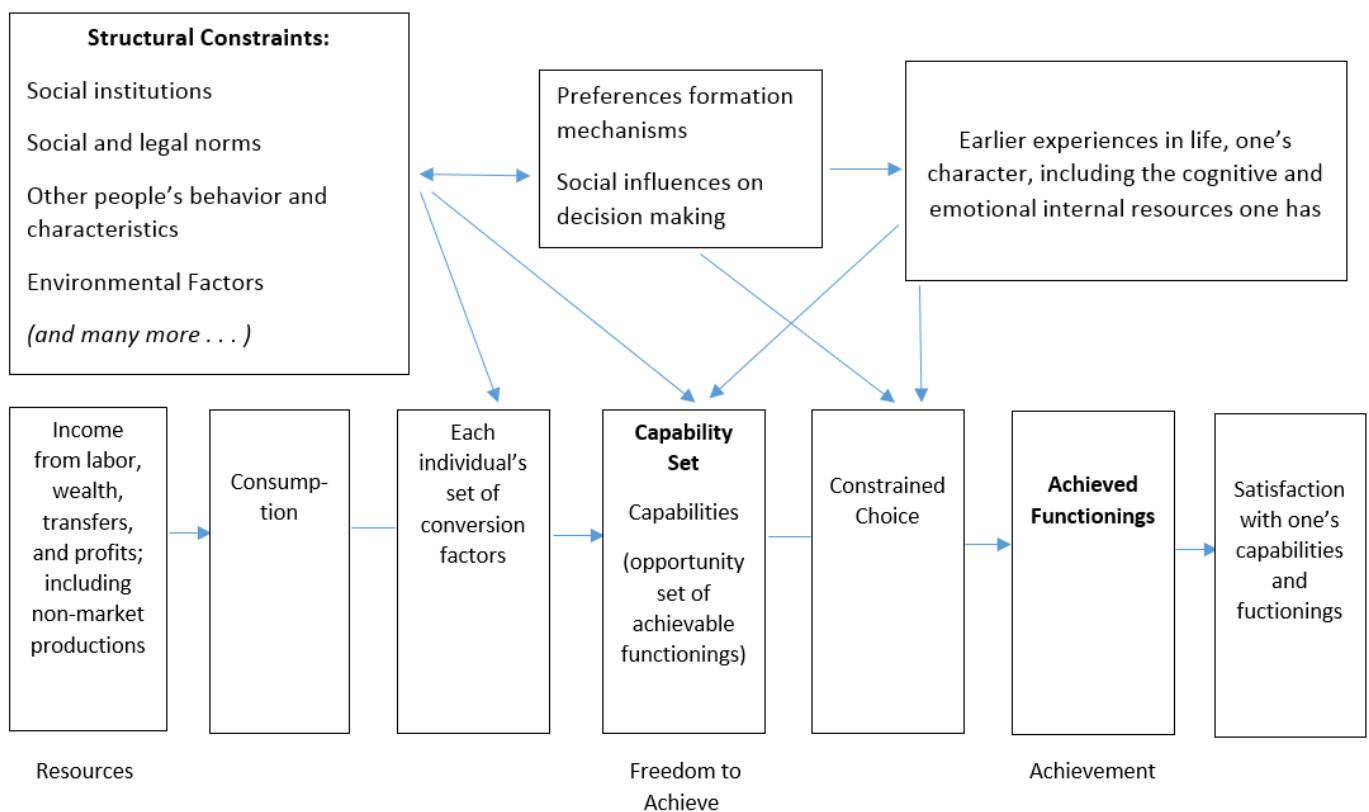 Structural Constraints:
Social institutions
Social and legal norms
Other people’s behavior and
characteristics
Environmental Factors
(and many more . . . )
Preferences formation
mechanisms
Social influences on
decision making
Earlier experiences in life, one’s
character, including the cognitive and
emotional internal resources one has
Income
from labor,
wealth,
transfers,
and profits;
including
non-market
productions
Consump-
tion
Each
individual’s
set of
conversion
factors
Capability
Set
Capabilities
(opportunity
set of
achievable
functionings)
Constrained
Choice
Achieved
Functionings
Satisfaction
with one’s
capabilities
and
fuctionings
Resources
Freedom to
Achieve
Achievement